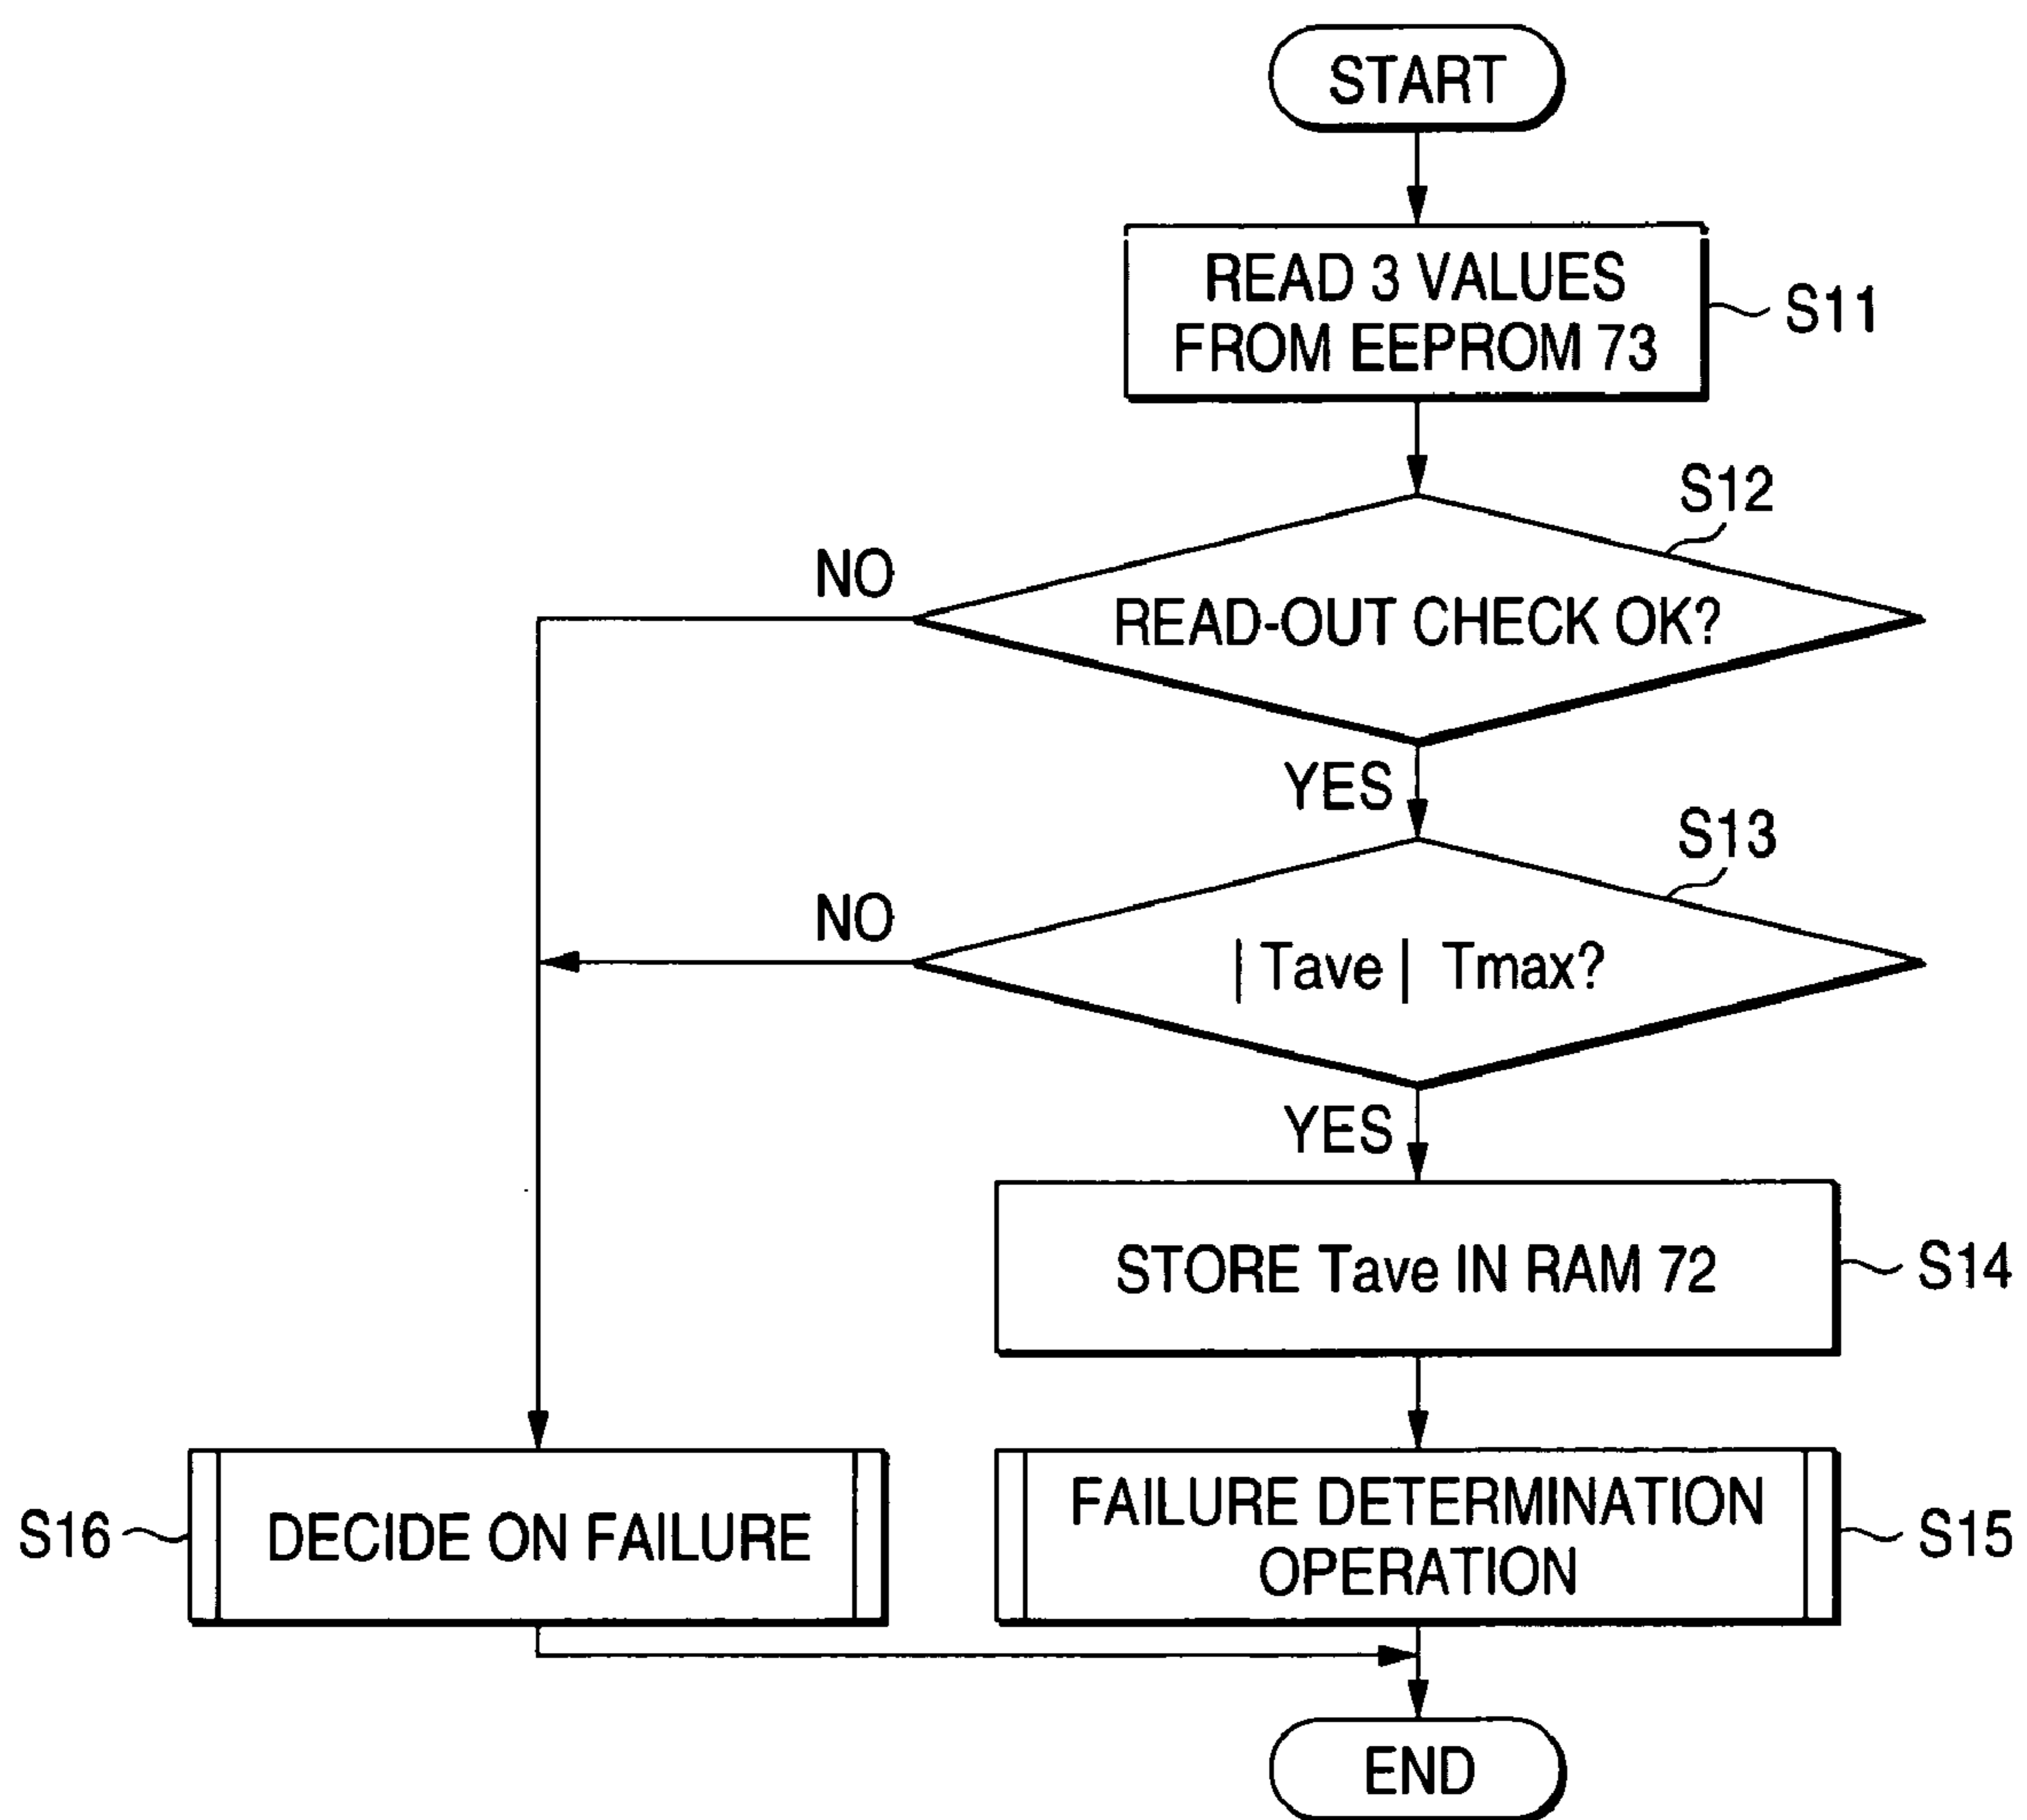 START
READ 3 VALUES
FROM EEPROM 73
S11
S12
NO
READ-OUT CHECK OK?
YES
S13
NO
| Tave | Tmax?
YES
STORE Tave IN RAM 72
S14
S16
DECIDE ON FAILURE
FAILURE DETERMINATION
OPERATION
S15
END